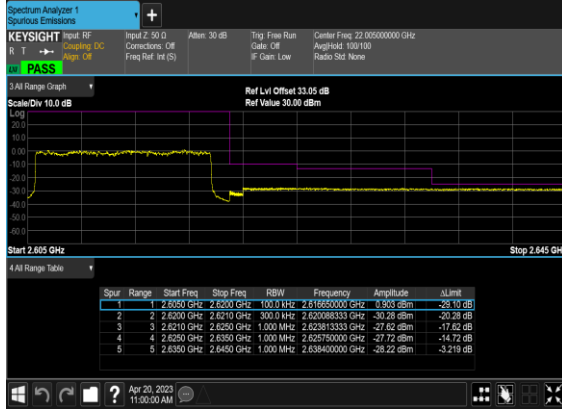 Spectrum Analyzer 1
Spurious Emissions
+
KEYSIGHT Input: RF Input Z: 50 Ω Atten: 30 dB Trig: Free Run Center Freq: 22.005000000 GHz
R T Coupling: DC Corrections: Off Gate: Off Avg|Hold: 100/100
Align: Off Freq Ref: Int (S) IF Gain: Low Radio Std: None
PASS
3 All Range Graph
Ref Lvl Offset 33.05 dB
Scale/Div 10.0 dB Ref Value 30.00 dBm
Log
20.0
10.0
0.00
-10.0
-20.0
-30.0
-40.0
-50.0
-60.0
Start 2.605 GHz Stop 2.645 GH
4 All Range Table
Spur Range Start Freq Stop Freq RBW Frequency Amplitude ΔLimit
1 1 2.6050 GHz 2.6200 GHz 100.0 kHz 2.616650000 GHz 0.903 dBm -29.10 dB
2 2 2.6200 GHz 2.6210 GHz 300.0 kHz 2.620088333 GHz -30.28 dBm -20.28 dB
3 3 2.6210 GHz 2.6250 GHz 1.000 MHz 2.623813333 GHz -27.62 dBm -17.62 dB
4 4 2.6250 GHz 2.6350 GHz 1.000 MHz 2.625750000 GHz -27.72 dBm -14.72 dB
5 5 2.6350 GHz 2.6450 GHz 1.000 MHz 2.638400000 GHz -28.22 dBm -3.219 dB
? Apr 20, 2023
11:00:00 AM